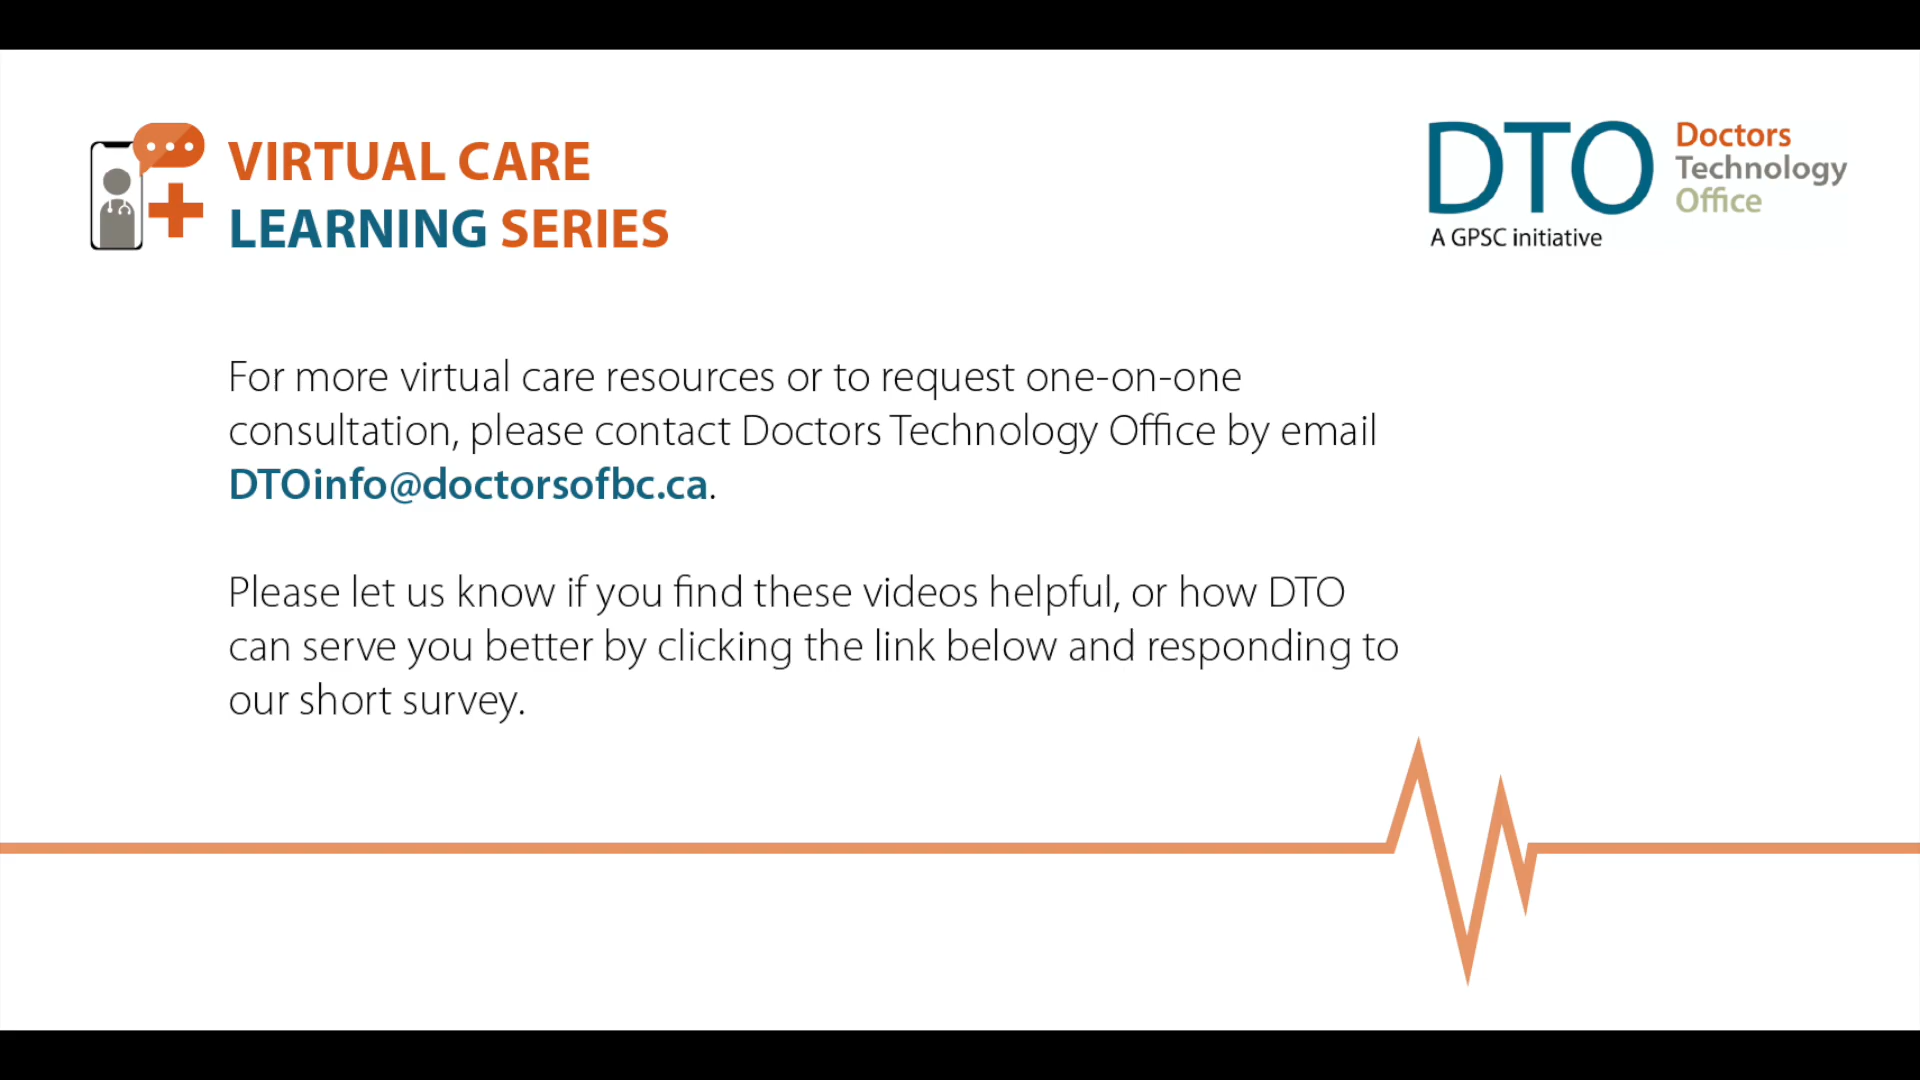 VIRTUAL CARE
LEARNING SERIES
DTO
Doctors
Technology
Office
A GPSC initiative
For more virtual care resources or to request one-on-one
consultation, please contact Doctors Technology Office by email
DTOinfo@doctorsofbc.ca.
Please let us know if you find these videos helpful, or how DTO
can serve you better by clicking the link below and responding to
our short survey.